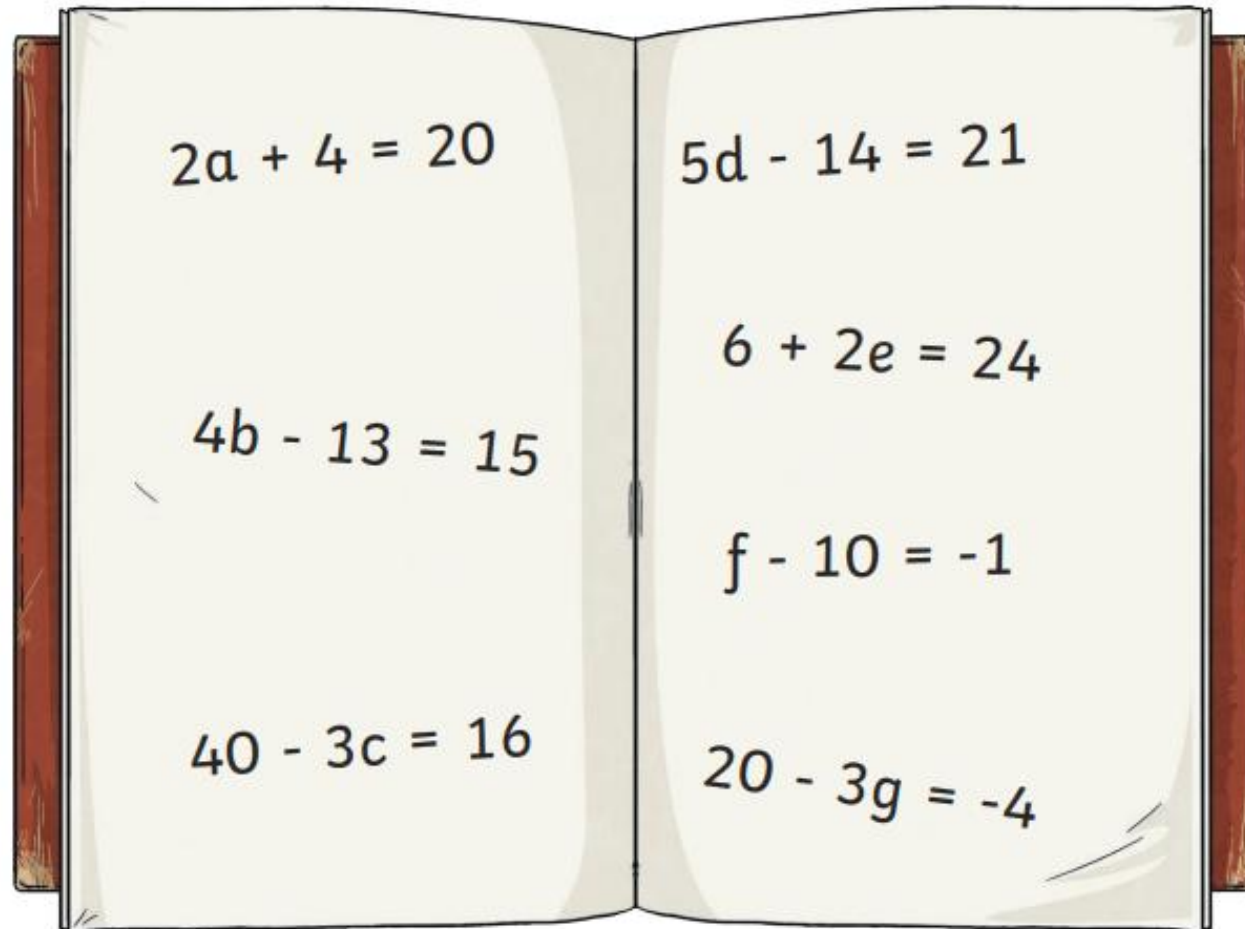 2a + 4 = 20
4b - 13 = 15
40 - 3c = 16
5d - 14 = 21
6 + 2e = 24
f - 10 = -1
20 - 3g = -4